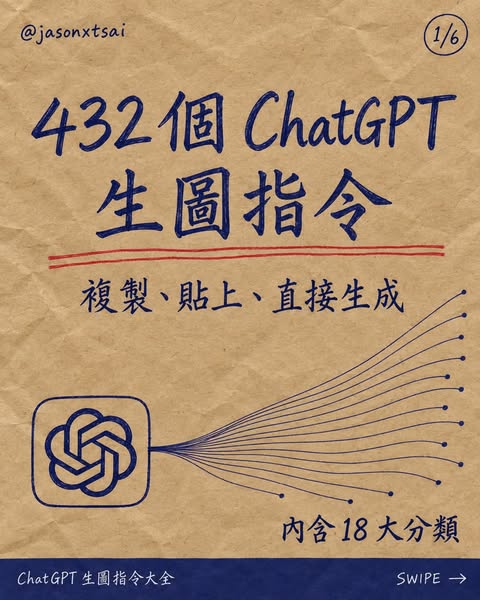 @jasonxtsai
1/6
432個 ChatGPT
生圖指令
複製、貼上、直接生成
內含 18 大分類
ChatGPT 生圖指令大全
SWIPE →